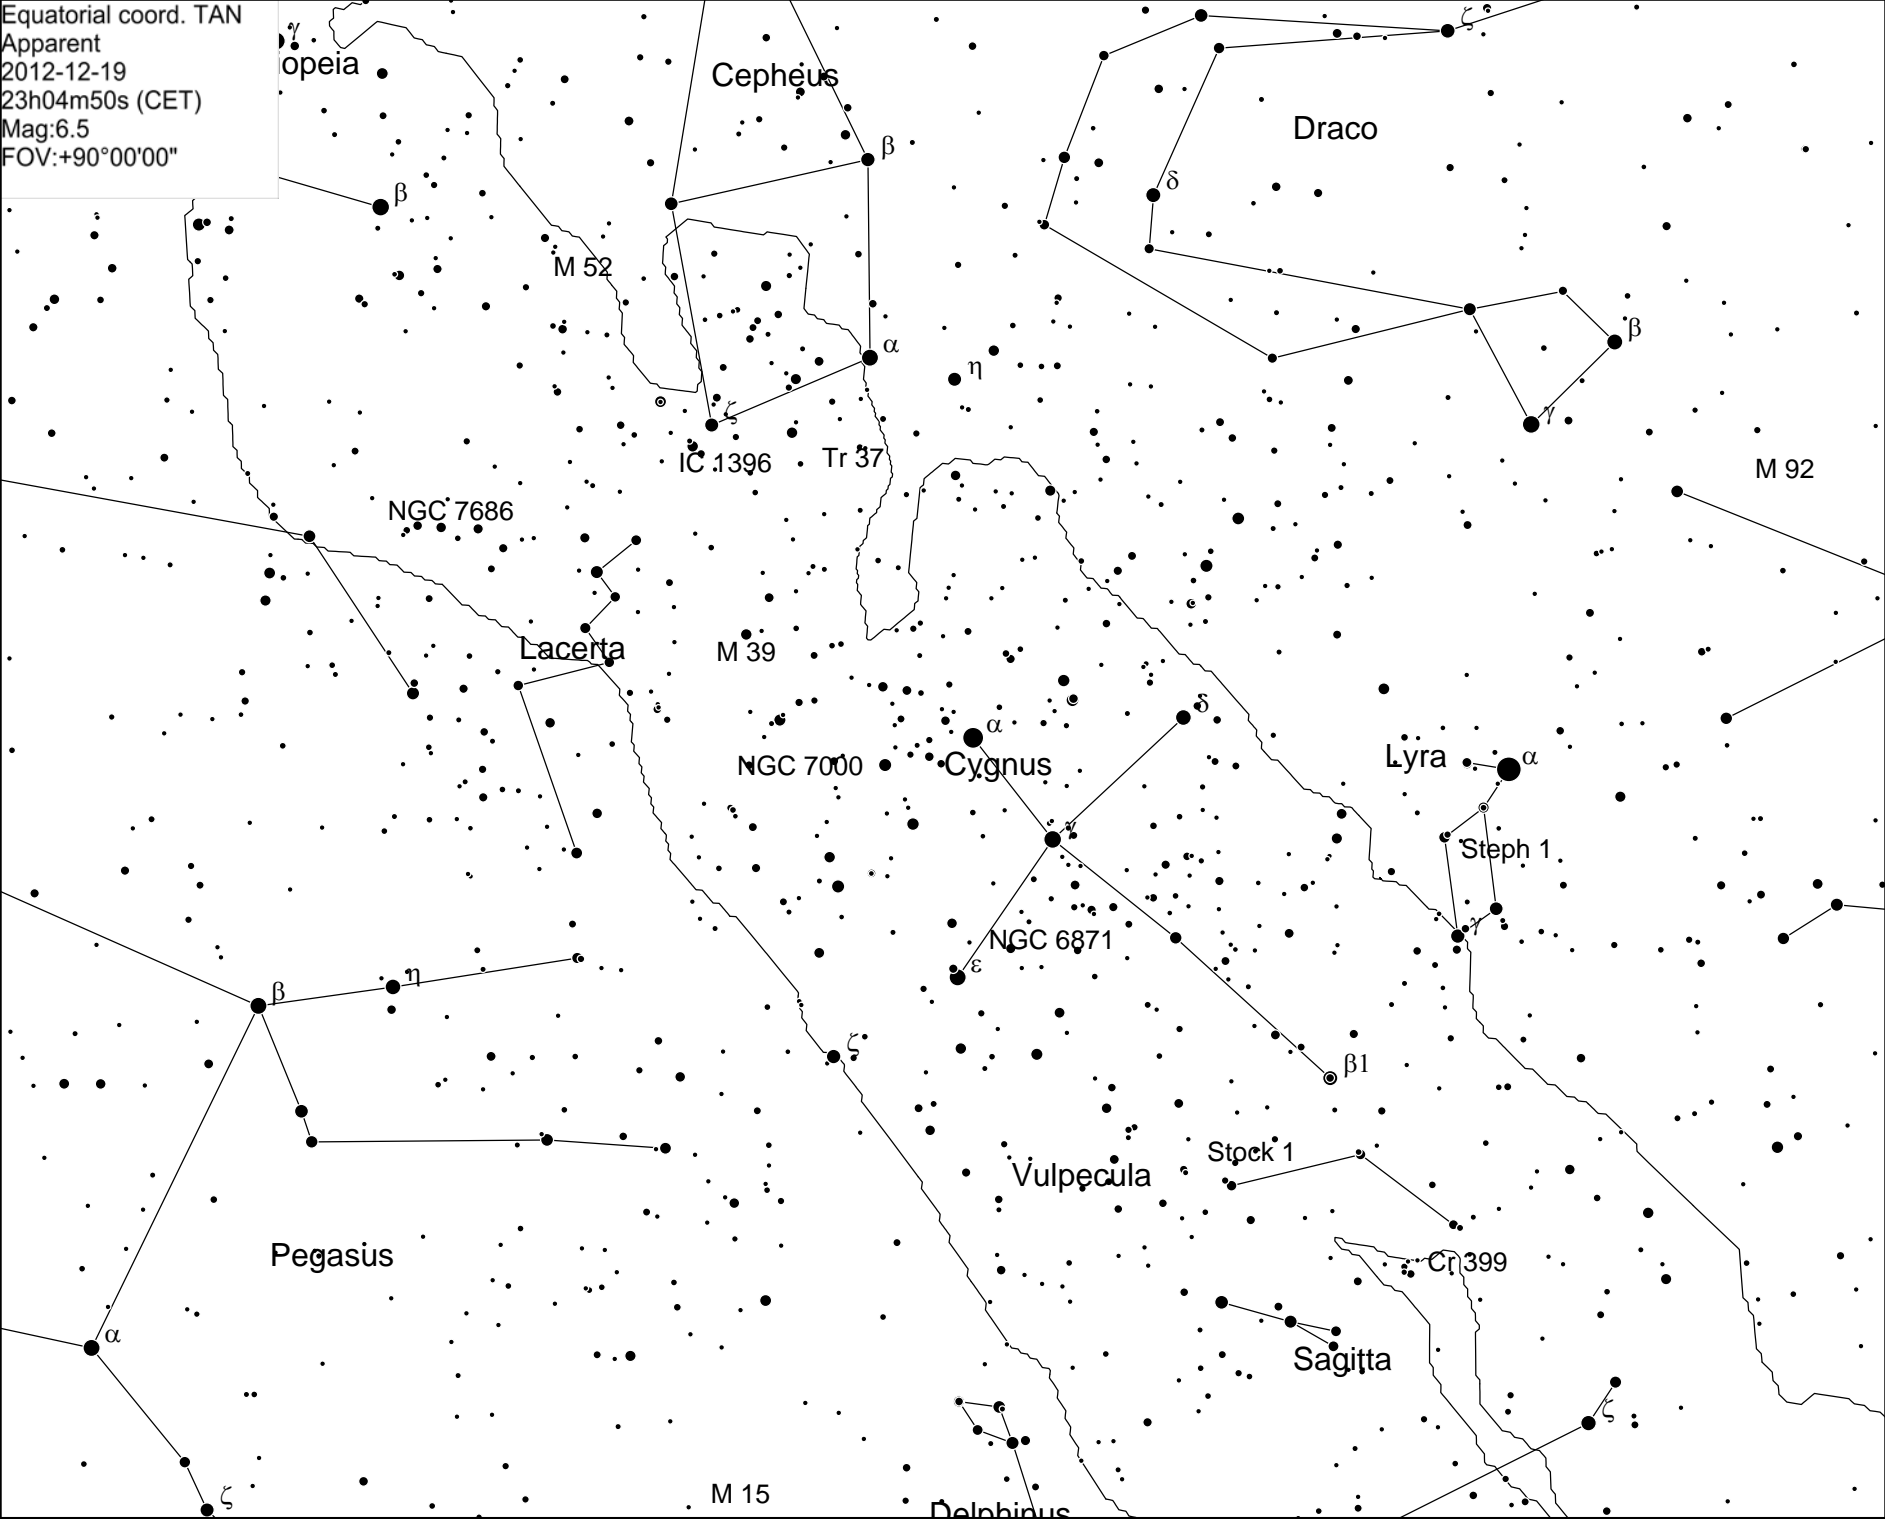 Equatorial coord. TAN
Apparent
2012-12-19
23h04m50s (CET)
Mag:6.5
FOV:+90°00'00"
γ
iopeia
Cepheus
ζ
Draco
β
β
δ
M 52
α
η
β
ζ
γ
IC 1396
Tr 37
M 92
NGC 7686
Lacerta
M 39
δ
α
NGC 7000
Cygnus
Lyra
α
γ
Steph 1
NGC 6871
γ
ε
η
β
ζ
β1
Stock 1
Vulpecula
Pegasus
Cr 399
α
Sagitta
ζ
M 15
ζ
Delphinus